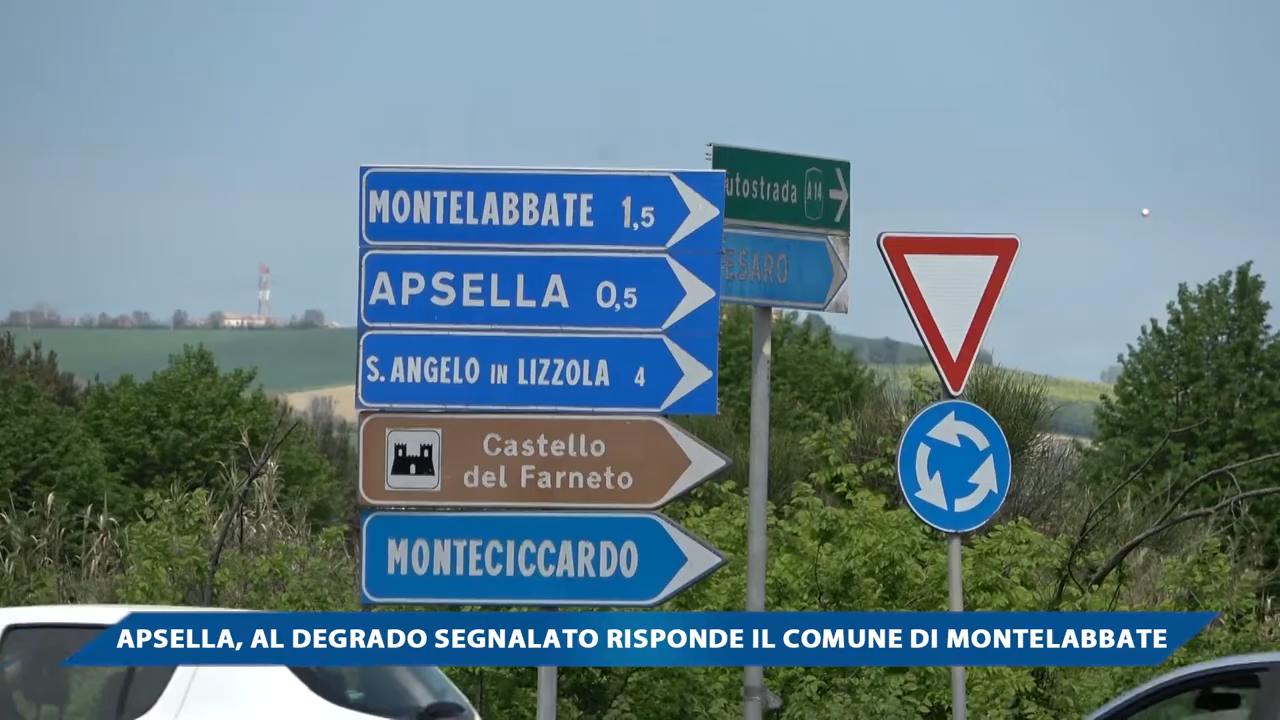 MONTELABBATE 1,5
APSELLA 0,5
S. ANGELO IN LIZZOLA 4
Castello
del Farneto
MONTECICCARDO
utostrada A 14
ESARO
APSELLA, AL DEGRADO SEGNALATO RISPONDE IL COMUNE DI MONTELABBATE